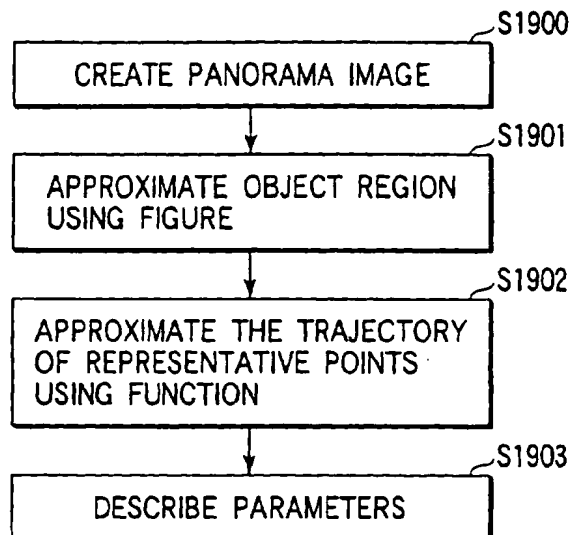 S1900
CREATE PANORAMA IMAGE
S1901
APPROXIMATE OBJECT REGION
USING FIGURE
S1902
APPROXIMATE THE TRAJECTORY
OF REPRESENTATIVE POINTS
USING FUNCTION
S1903
DESCRIBE PARAMETERS